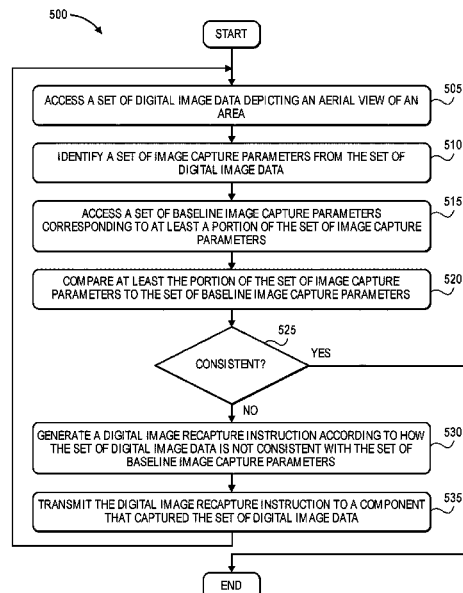 500
START
ACCESS A SET OF DIGITAL IMAGE DATA DEPICTING AN AERIAL VIEW OF AN
AREA
505
IDENTIFY A SET OF IMAGE CAPTURE PARAMETERS FROM THE SET OF
DIGITAL IMAGE DATA
510
ACCESS A SET OF BASELINE IMAGE CAPTURE PARAMETERS
CORRESPONDING TO AT LEAST A PORTION OF THE SET OF IMAGE CAPTURE
PARAMETERS
515
COMPARE AT LEAST THE PORTION OF THE SET OF IMAGE CAPTURE
PARAMETERS TO THE SET OF BASELINE IMAGE CAPTURE PARAMETERS
520
525
CONSISTENT?
YES
NO
GENERATE A DIGITAL IMAGE RECAPTURE INSTRUCTION ACCORDING TO HOW
THE SET OF DIGITAL IMAGE DATA IS NOT CONSISTENT WITH THE SET OF
BASELINE IMAGE CAPTURE PARAMETERS
530
TRANSMIT THE DIGITAL IMAGE RECAPTURE INSTRUCTION TO A COMPONENT
THAT CAPTURED THE SET OF DIGITAL IMAGE DATA
535
END